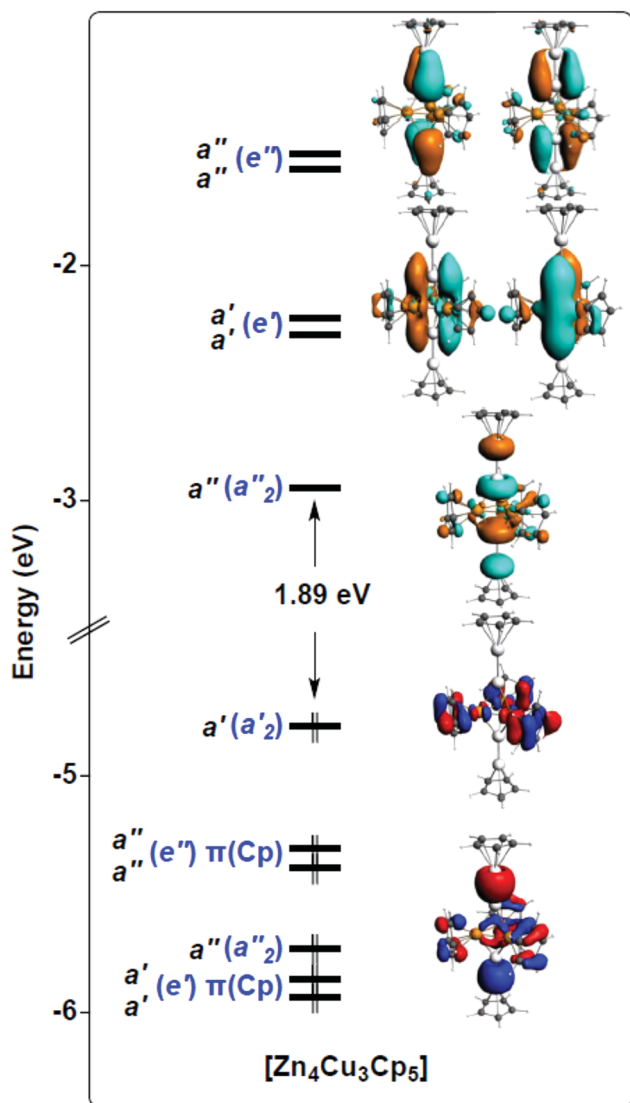 a″
(e″)
a″
-2
a′
(e′)
a′
a″ (a″₂)
-3
1.89 eV
Energy (eV)
a′ (a′₂)
-5
a″
(e″) π(Cp)
a″
a″ (a″₂)
a′
(e′) π(Cp)
a′
-6
[Zn₄Cu₃Cp₅]